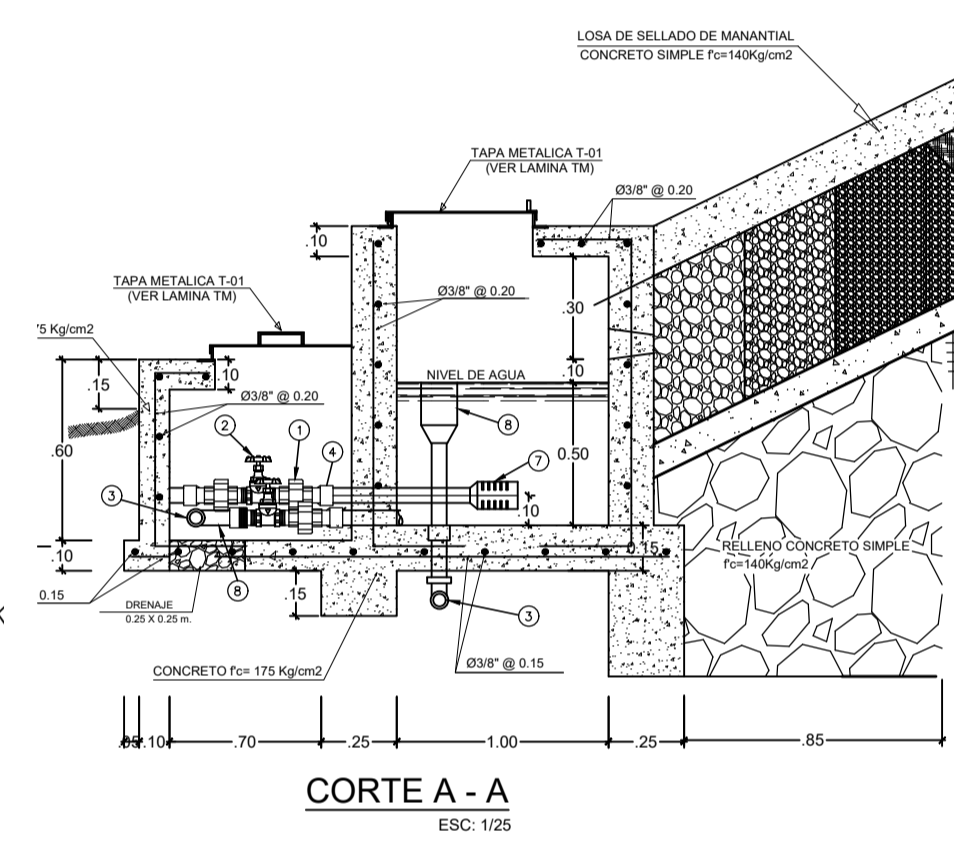 LOSA DE SELLADO DE MANANTIAL
CONCRETO SIMPLE f'c=140Kg/cm2
TAPA METALICA T-01
(VER LAMINA TM)
Ø3/8" @ 0.20
.10
TAPA METALICA T-01
(VER LAMINA TM)
Ø3/8" @ 0.20
.30
'5 Kg/cm2
.15
.10
NIVEL DE AGUA
.10
Ø3/8" @ 0.20
2
1
4
8
.60
0.50
7
3
.10
.10
0.15
RELLENO CONCRETO SIMPLE
f'c=140Kg/cm2
0.15
DRENAJE
0.25 X 0.25 m.
8
.15
3
CONCRETO f'c= 175 Kg/cm2
Ø3/8" @ 0.15
.05
.10
.70
.25
1.00
.25
.85
CORTE A - A
ESC: 1/25